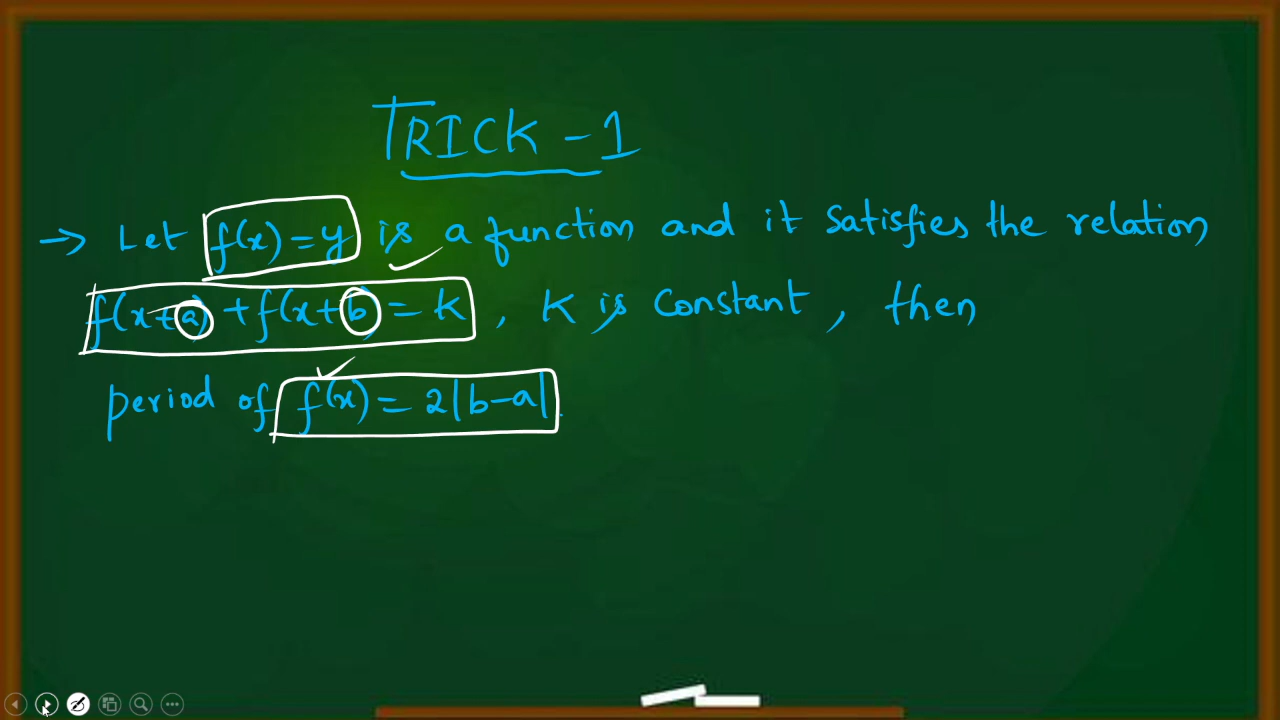 TRICK-1
→ Let f(x)=y is a function and it satisfies the relation
f(x+a)+f(x+b)=k, K is constant, then
period of f(x)=2|b-a|.